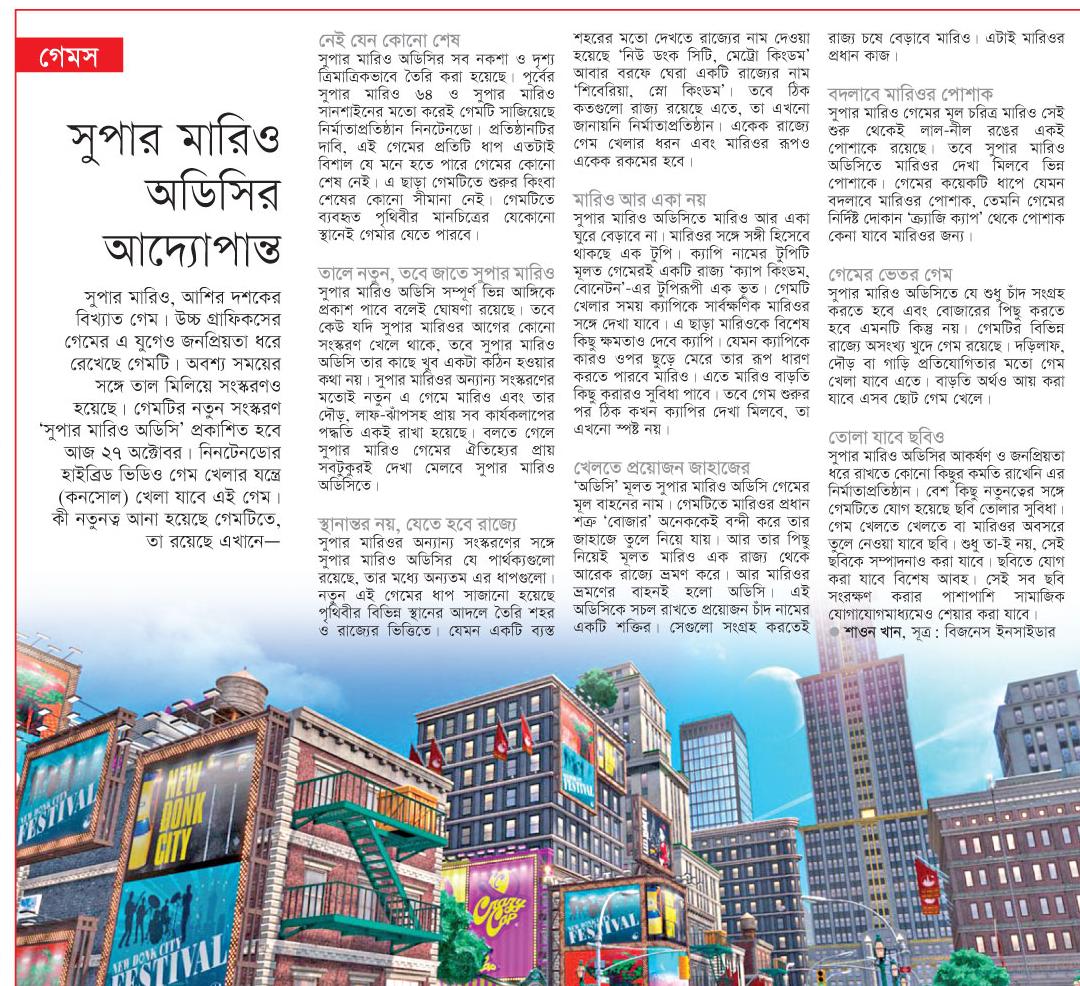 গেমস
সুপার মারিও
অডিসির
আদ্যোপান্ত
সুপার মারিও, আশির দশকের
বিখ্যাত গেম। উচ্চ গ্রাফিকসের
গেমের এ যুগেও জনপ্রিয়তা ধরে
রেখেছে গেমটি। অবশ্য সময়ের
সঙ্গে তাল মিলিয়ে সংস্করণও
হয়েছে। গেমটির নতুন সংস্করণ
‘সুপার মারিও অডিসি’ প্রকাশিত হবে
আজ ২৭ অক্টোবর। নিনটেনডোর
হাইব্রিড ভিডিও গেম খেলার যন্ত্রে
(কনসোল) খেলা যাবে এই গেম।
কী নতুনত্ব আনা হয়েছে গেমটিতে,
তা রয়েছে এখানে—
নেই যেন কোনো শেষ
সুপার মারিও অডিসির সব নকশা ও দৃশ্য
ত্রিমাত্রিকভাবে তৈরি করা হয়েছে। পূর্বের
সুপার মারিও ৬৪ ও সুপার মারিও
সানশাইনের মতো করেই গেমটি সাজিয়েছে
নির্মাতাপ্রতিষ্ঠান নিনটেনডো। প্রতিষ্ঠানটির
দাবি, এই গেমের প্রতিটি ধাপ এতটাই
বিশাল যে মনে হতে পারে গেমের কোনো
শেষ নেই। এ ছাড়া গেমটিতে শুরুর কিংবা
শেষের কোনো সীমানা নেই। গেমটিতে
ব্যবহৃত পৃথিবীর মানচিত্রের যেকোনো
স্থানেই গেমার যেতে পারবে।
তালে নতুন, তবে জাতে সুপার মারিও
সুপার মারিও অডিসি সম্পূর্ণ ভিন্ন আঙ্গিকে
প্রকাশ পাবে বলেই ঘোষণা রয়েছে। তবে
কেউ যদি সুপার মারিওর আগের কোনো
সংস্করণ খেলে থাকে, তবে সুপার মারিও
অডিসি তার কাছে খুব একটা কঠিন হওয়ার
কথা নয়। সুপার মারিওর অন্যান্য সংস্করণের
মতোই নতুন এ গেমে মারিও এবং তার
দৌড়, লাফ-ঝাঁপসহ প্রায় সব কার্যকলাপের
পদ্ধতি একই রাখা হয়েছে। বলতে গেলে
সুপার মারিও গেমের ঐতিহ্যের প্রায়
সবটুকুরই দেখা মেলবে সুপার মারিও
অডিসিতে।
স্থানান্তর নয়, যেতে হবে রাজ্যে
সুপার মারিওর অন্যান্য সংস্করণের সঙ্গে
সুপার মারিও অডিসির যে পার্থক্যগুলো
রয়েছে, তার মধ্যে অন্যতম এর ধাপগুলো।
নতুন এই গেমের ধাপ সাজানো হয়েছে
পৃথিবীর বিভিন্ন স্থানের আদলে তৈরি শহর
ও রাজ্যের ভিত্তিতে। যেমন একটি ব্যস্ত
শহরের মতো দেখতে রাজ্যের নাম দেওয়া
হয়েছে ‘নিউ ডংক সিটি, মেট্রো কিংডম’
আবার বরফে ঘেরা একটি রাজ্যের নাম
‘শিবেরিয়া, স্নো কিংডম’। তবে ঠিক
কতগুলো রাজ্য রয়েছে এতে, তা এখনো
জানায়নি নির্মাতাপ্রতিষ্ঠান। একেক রাজ্যে
গেম খেলার ধরন এবং মারিওর রূপও
একেক রকমের হবে।
মারিও আর একা নয়
সুপার মারিও অডিসিতে মারিও আর একা
ঘুরে বেড়াবে না। মারিওর সঙ্গে সঙ্গী হিসেবে
থাকছে এক টুপি। ক্যাপি নামের টুপিটি
মূলত গেমেরই একটি রাজ্য ‘ক্যাপ কিংডম,
বোনেটন’-এর টুপিরূপী এক ভূত। গেমটি
খেলার সময় ক্যাপিকে সার্বক্ষণিক মারিওর
সঙ্গে দেখা যাবে। এ ছাড়া মারিওকে বিশেষ
কিছু ক্ষমতাও দেবে ক্যাপি। যেমন ক্যাপিকে
কারও ওপর ছুড়ে মেরে তার রূপ ধারণ
করতে পারবে মারিও। এতে মারিও বাড়তি
কিছু করারও সুবিধা পাবে। তবে গেম শুরুর
পর ঠিক কখন ক্যাপির দেখা মিলবে, তা
এখনো স্পষ্ট নয়।
খেলতে প্রয়োজন জাহাজের
‘অডিসি’ মূলত সুপার মারিও অডিসি গেমের
মূল বাহনের নাম। গেমটিতে মারিওর প্রধান
শত্রু ‘বোজার’ অনেককেই বন্দী করে তার
জাহাজে তুলে নিয়ে যায়। আর তার পিছু
নিয়েই মূলত মারিও এক রাজ্য থেকে
আরেক রাজ্যে ভ্রমণ করে। আর মারিওর
ভ্রমণের বাহনই হলো অডিসি। এই
অডিসিকে সচল রাখতে প্রয়োজন চাঁদ নামের
একটি শক্তির। সেগুলো সংগ্রহ করতেই
রাজ্য চষে বেড়াবে মারিও। এটাই মারিওর
প্রধান কাজ।
বদলাবে মারিওর পোশাক
সুপার মারিও গেমের মূল চরিত্র মারিও সেই
শুরু থেকেই লাল-নীল রঙের একই
পোশাকে রয়েছে। তবে সুপার মারিও
অডিসিতে মারিওর দেখা মিলবে ভিন্ন
পোশাকে। গেমের কয়েকটি ধাপে যেমন
বদলাবে মারিওর পোশাক, তেমনি গেমের
নির্দিষ্ট দোকান ‘ক্র্যাজি ক্যাপ’ থেকে পোশাক
কেনা যাবে মারিওর জন্য।
গেমের ভেতর গেম
সুপার মারিও অডিসিতে যে শুধু চাঁদ সংগ্রহ
করতে হবে এবং বোজারের পিছু করতে
হবে এমনটি কিন্তু নয়। গেমটির বিভিন্ন
রাজ্যে অসংখ্য খুদে গেম রয়েছে। দড়িলাফ,
দৌড় বা গাড়ি প্রতিযোগিতার মতো গেম
খেলা যাবে এতে। বাড়তি অর্থও আয় করা
যাবে এসব ছোট গেম খেলে।
তোলা যাবে ছবিও
সুপার মারিও অডিসির আকর্ষণ ও জনপ্রিয়তা
ধরে রাখতে কোনো কিছুর কমতি রাখেনি এর
নির্মাতাপ্রতিষ্ঠান। বেশ কিছু নতুনত্বের সঙ্গে
গেমটিতে যোগ হয়েছে ছবি তোলার সুবিধা।
গেম খেলতে খেলতে বা মারিওর অবসরে
তুলে নেওয়া যাবে ছবি। শুধু তা-ই নয়, সেই
ছবিকে সম্পাদনাও করা যাবে। ছবিতে যোগ
করা যাবে বিশেষ আবহ। সেই সব ছবি
সংরক্ষণ করার পাশাপাশি সামাজিক
যোগাযোগমাধ্যমেও শেয়ার করা যাবে।
● শাওন খান, সূত্র : বিজনেস ইনসাইডার
NEW DONK CITY
FESTIVAL
NEW
DONK
CITY
NEW DONK CITY
FESTIVAL
Crazy
Cap
FESTIVAL